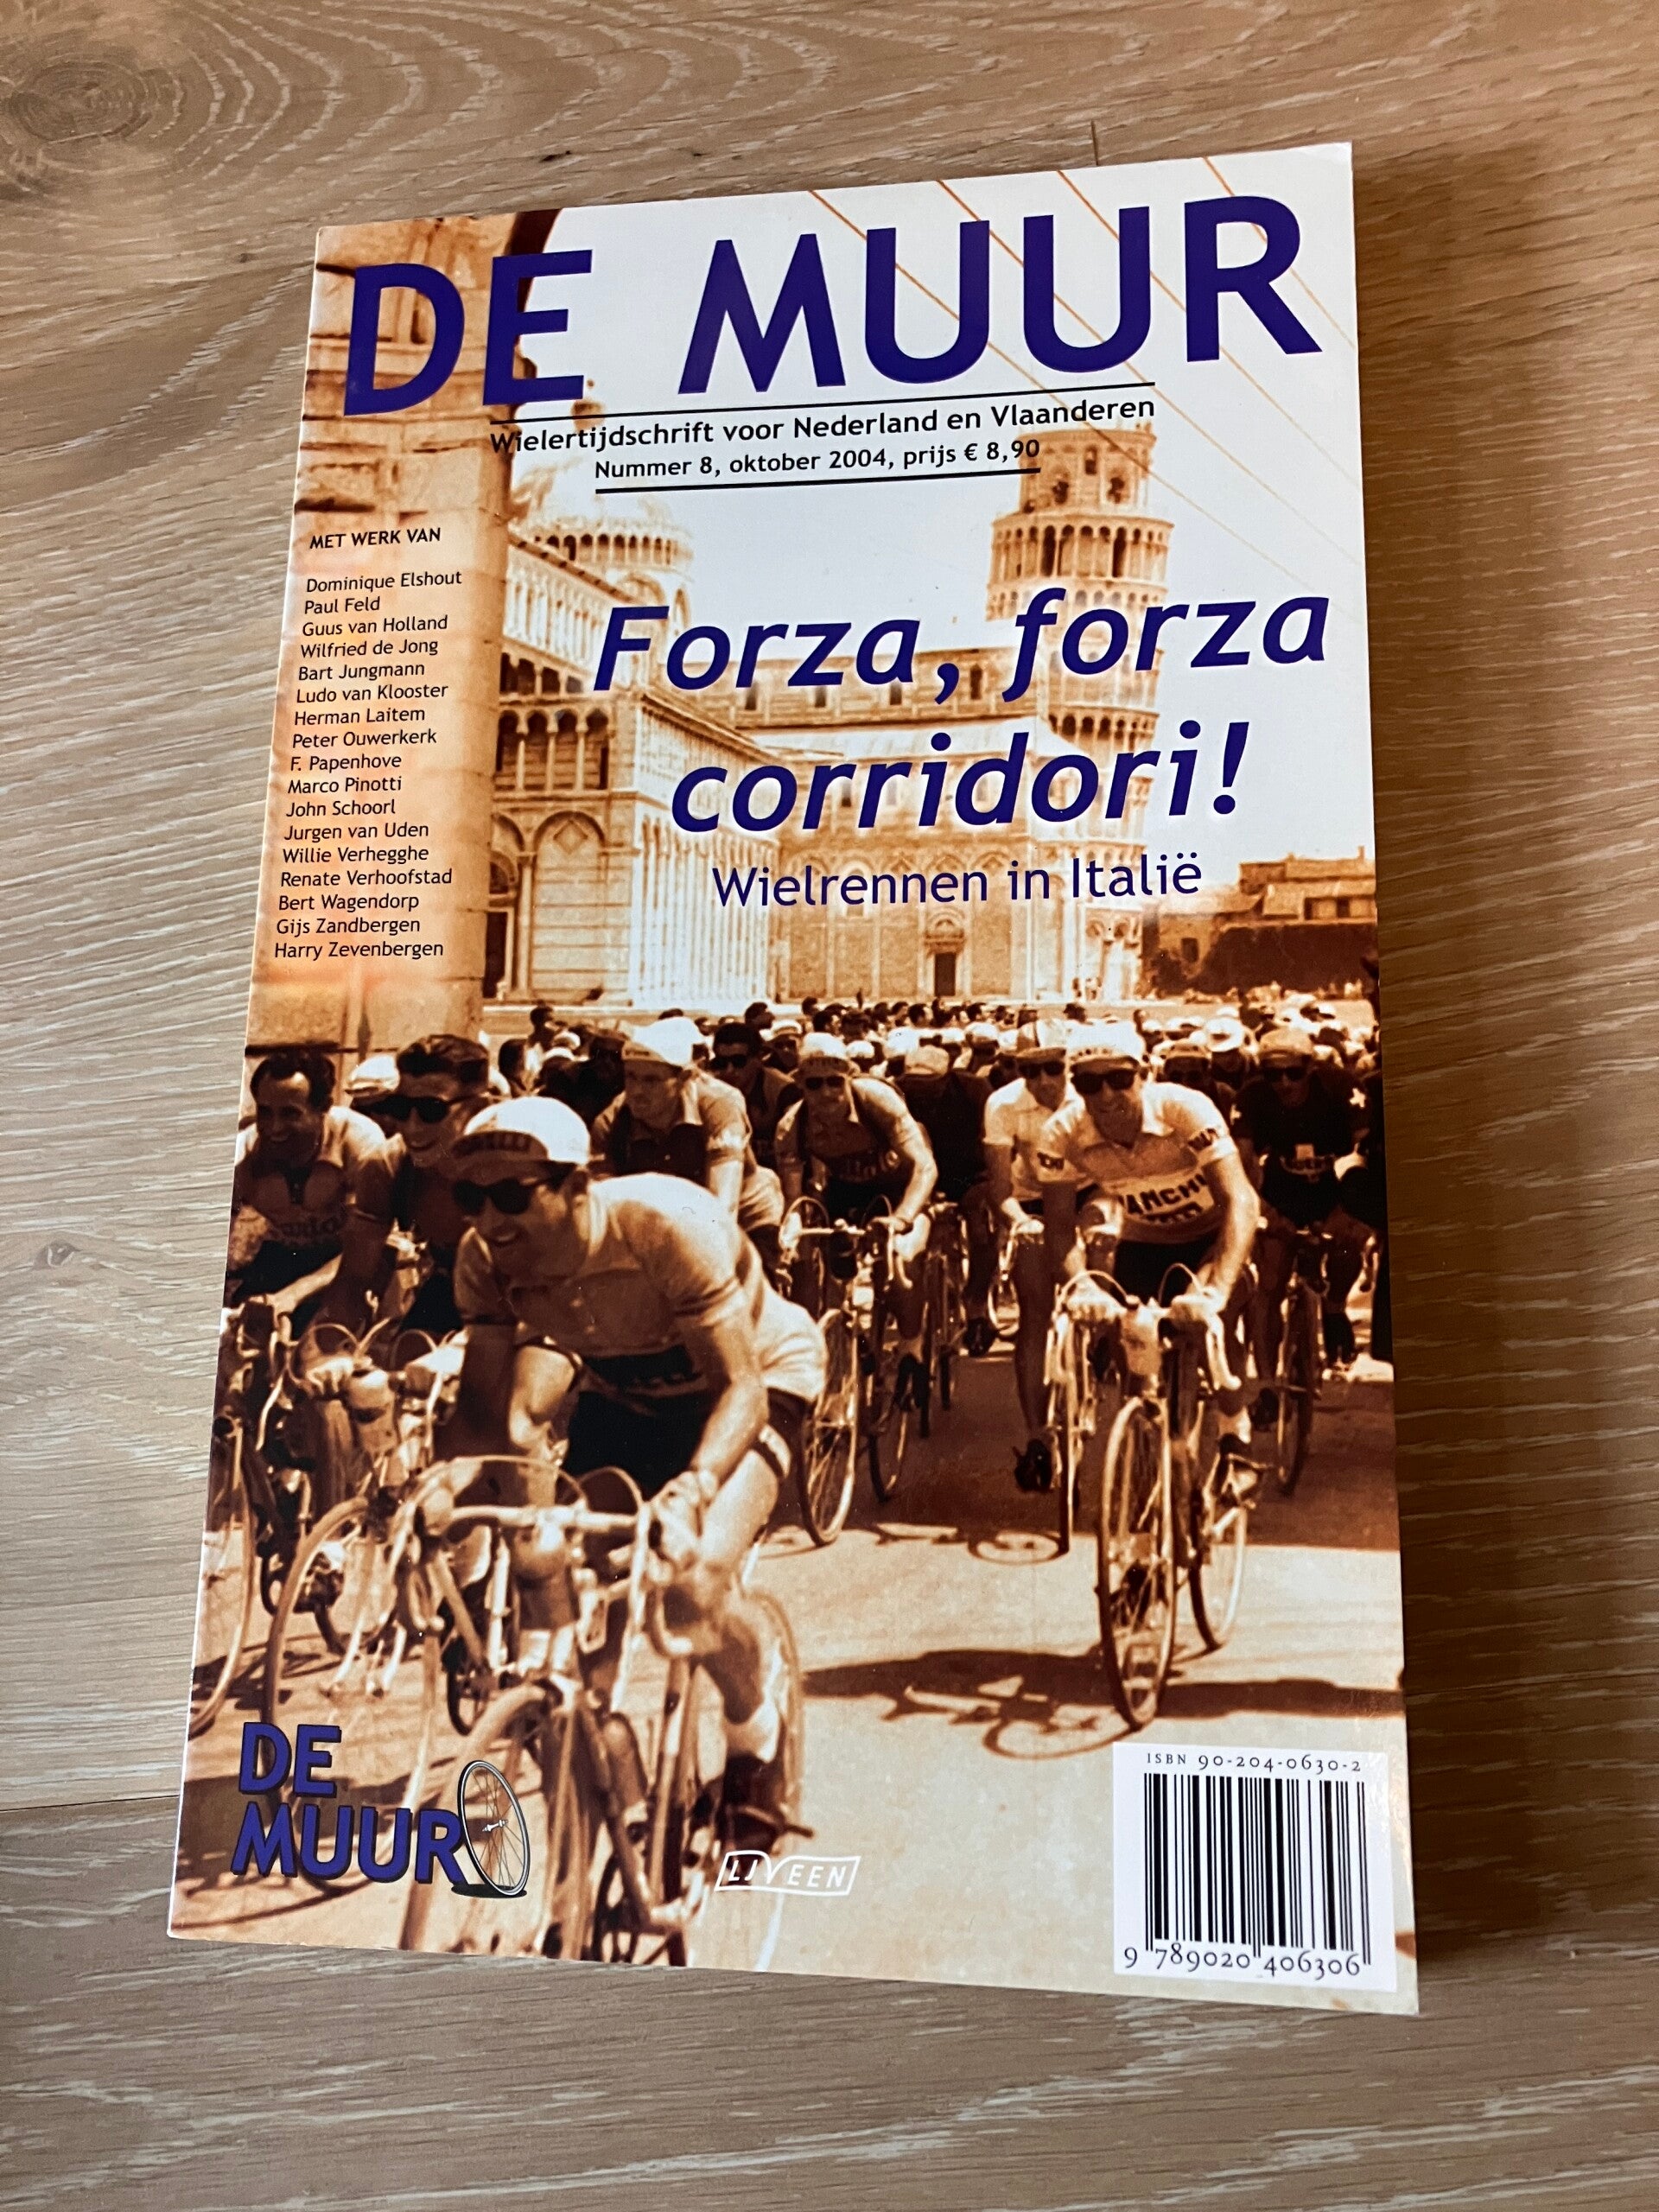 DE MUUR
Wielertijdschrift voor Nederland en Vlaanderen
Nummer 8, oktober 2004, prijs € 8,90
MET WERK VAN
Dominique Elshout
Paul Feld
Guus van Holland
Wilfried de Jong
Bart Jungmann
Ludo van Klooster
Herman Laitem
Peter Ouwerkerk
F. Papenhove
Marco Pinotti
John Schoorl
Jurgen van Uden
Willie Verhegghe
Renate Verhoofstad
Bert Wagendorp
Gijs Zandbergen
Harry Zevenbergen
Forza, forza
corridori!
Wielrennen in Italië
DE
MUUR
LJVEEN
ISBN 90-204-0630-2
9 789020 406306